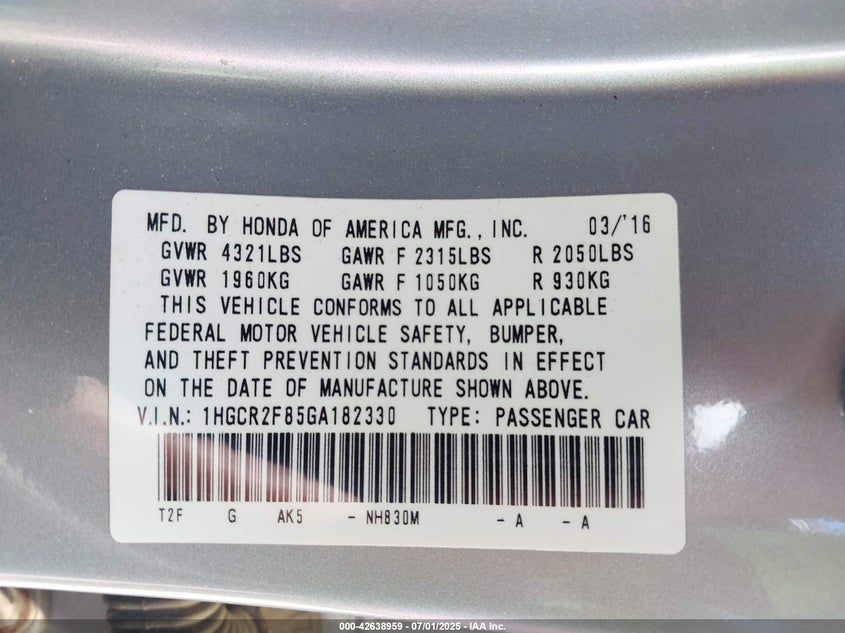 MFD. BY HONDA OF AMERICA MFG., INC. 03/'16
GVWR 4321LBS GAWR F 2315LBS R 2050LBS
GVWR 1960KG GAWR F 1050KG R 930KG
THIS VEHICLE CONFORMS TO ALL APPLICABLE
FEDERAL MOTOR VEHICLE SAFETY, BUMPER,
AND THEFT PREVENTION STANDARDS IN EFFECT
ON THE DATE OF MANUFACTURE SHOWN ABOVE.
V.I.N.: 1HGCR2F85GA182330 TYPE: PASSENGER CAR
T2F G AK5 - NH830M - A - A
000-42638959 - 07/01/2025 - IAA Inc.